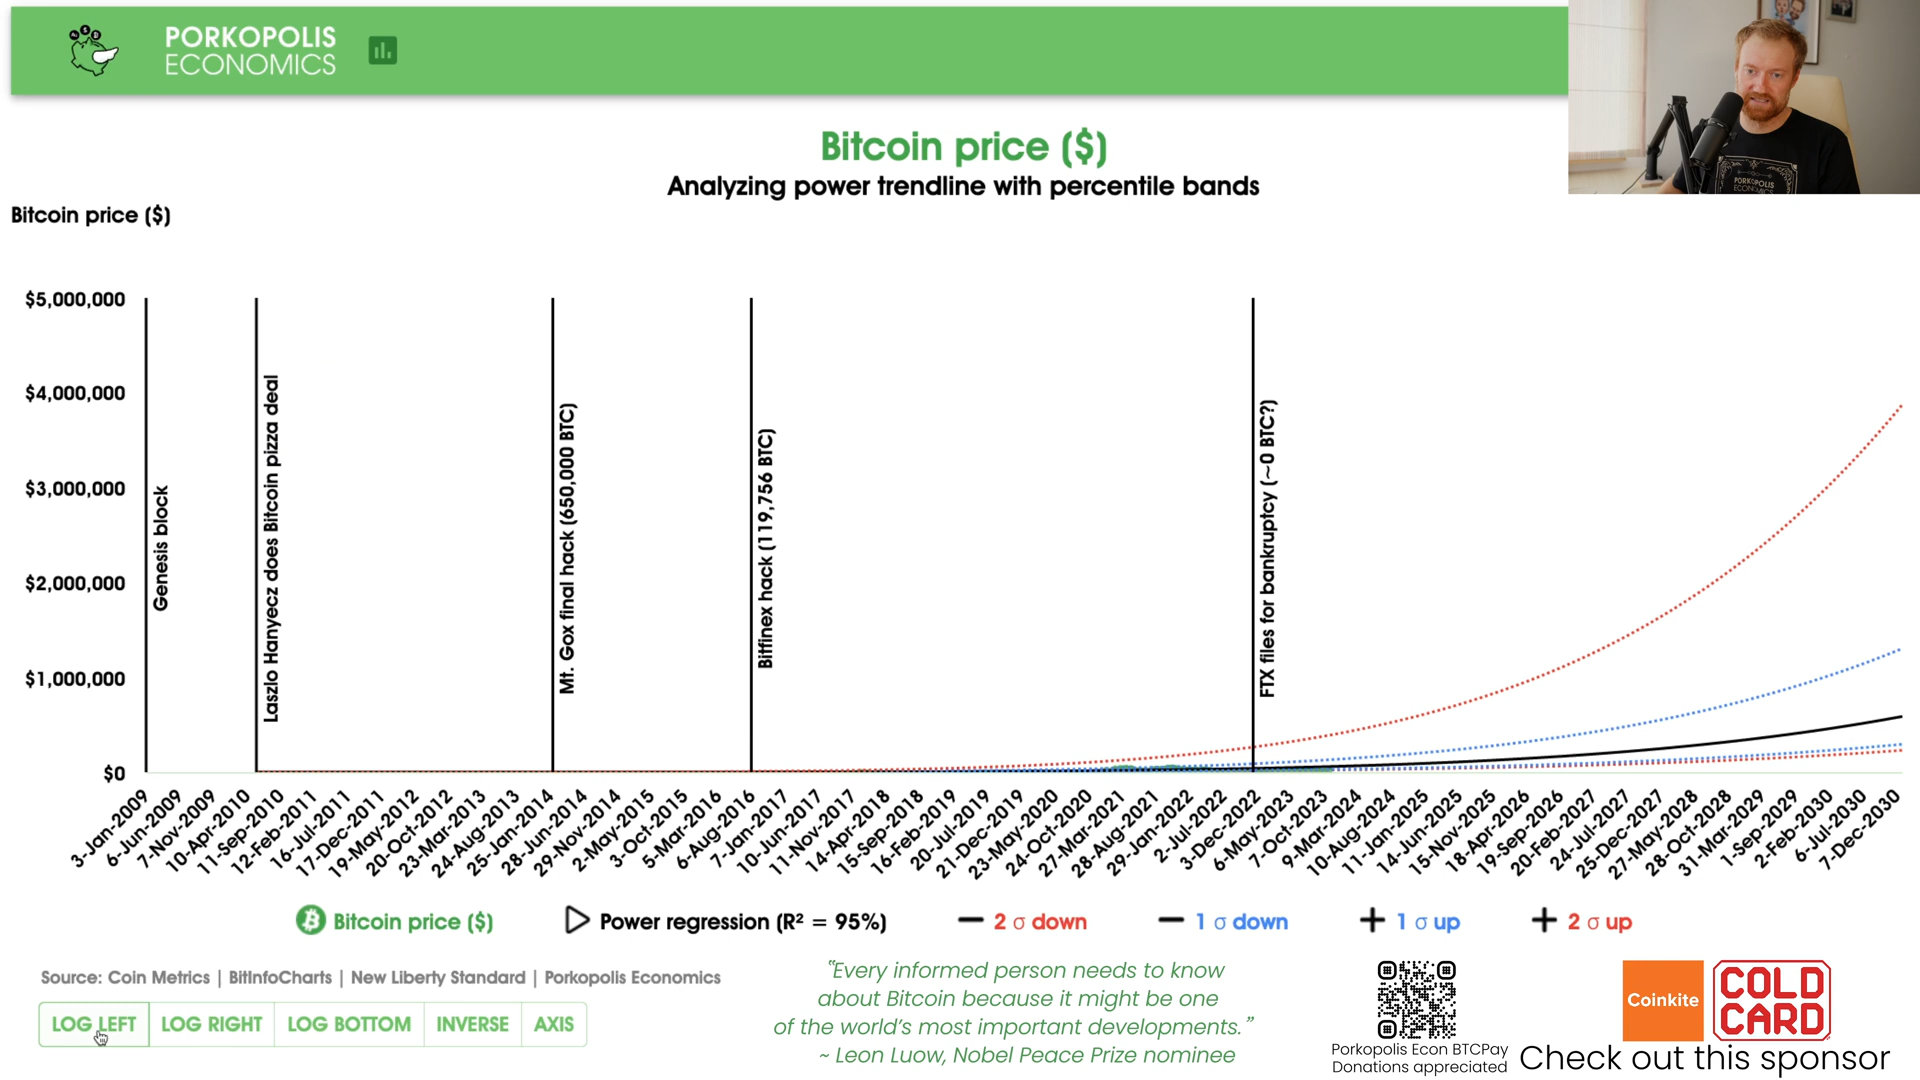 PORKOPOLIS
ECONOMICS
PORKOPOLIS
ECONOMICS
Bitcoin price ($)
Analyzing power trendline with percentile bands
Bitcoin price ($)
$5,000,000
$4,000,000
$3,000,000
$2,000,000
$1,000,000
$0
Genesis block
Laszlo Hanyecz does Bitcoin pizza deal
Mt. Gox final hack (650,000 BTC)
Bitfinex hack (119,756 BTC)
FTX files for bankruptcy (~0 BTC?)
3-Jan-2009
6-Jun-2009
7-Nov-2009
10-Apr-2010
11-Sep-2010
12-Feb-2011
16-Jul-2011
17-Dec-2011
19-May-2012
20-Oct-2012
23-Mar-2013
24-Aug-2013
25-Jan-2014
28-Jun-2014
29-Nov-2014
2-May-2015
3-Oct-2015
5-Mar-2016
6-Aug-2016
7-Jan-2017
10-Jun-2017
11-Nov-2017
14-Apr-2018
15-Sep-2018
16-Feb-2019
20-Jul-2019
21-Dec-2019
23-May-2020
24-Oct-2020
27-Mar-2021
28-Aug-2021
29-Jan-2022
2-Jul-2022
3-Dec-2022
6-May-2023
7-Oct-2023
9-Mar-2024
10-Aug-2024
11-Jan-2025
14-Jun-2025
15-Nov-2025
18-Apr-2026
19-Sep-2026
20-Feb-2027
24-Jul-2027
25-Dec-2027
27-May-2028
28-Oct-2028
31-Mar-2029
1-Sep-2029
2-Feb-2030
6-Jul-2030
7-Dec-2030
Bitcoin price ($)
Power regression (R² = 95%)
2 σ down
1 σ down
1 σ up
2 σ up
Source: Coin Metrics | BitInfoCharts | New Liberty Standard | Porkopolis Economics
LOG LEFT
LOG RIGHT
LOG BOTTOM
INVERSE
AXIS
"Every informed person needs to know
about Bitcoin because it might be one
of the world's most important developments."
~ Leon Luow, Nobel Peace Prize nominee
Porkopolis Econ BTCPay
Donations appreciated
Coinkite
COLD
CARD
Check out this sponsor